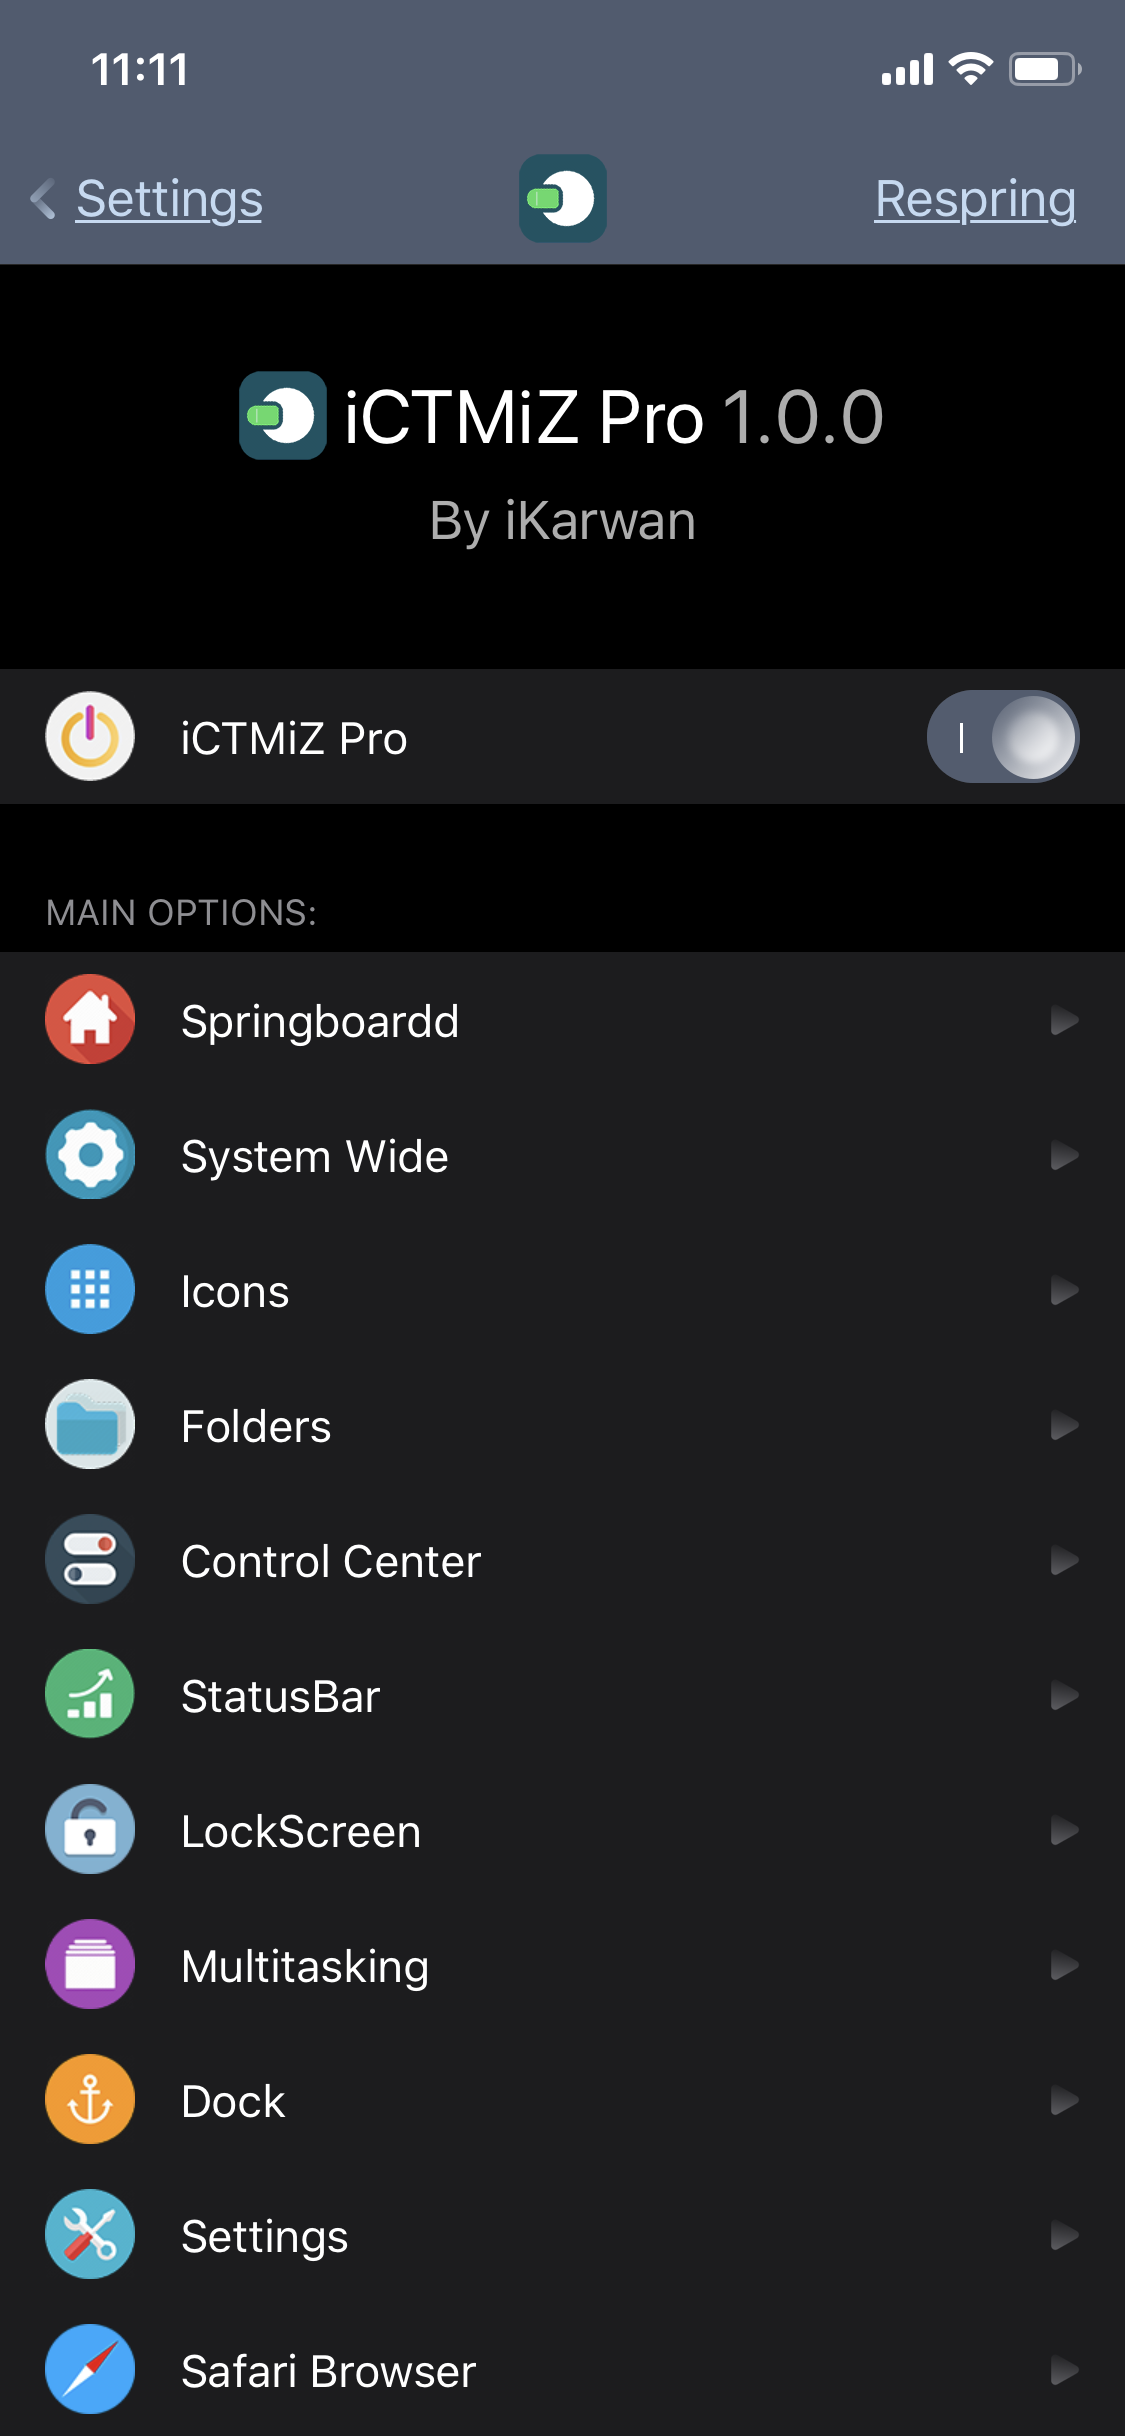 11:11
Settings
Respring
iCTMiZ Pro 1.0.0
By iKarwan
iCTMiZ Pro
MAIN OPTIONS:
Springboardd
System Wide
Icons
Folders
Control Center
StatusBar
LockScreen
Multitasking
Dock
Settings
Safari Browser